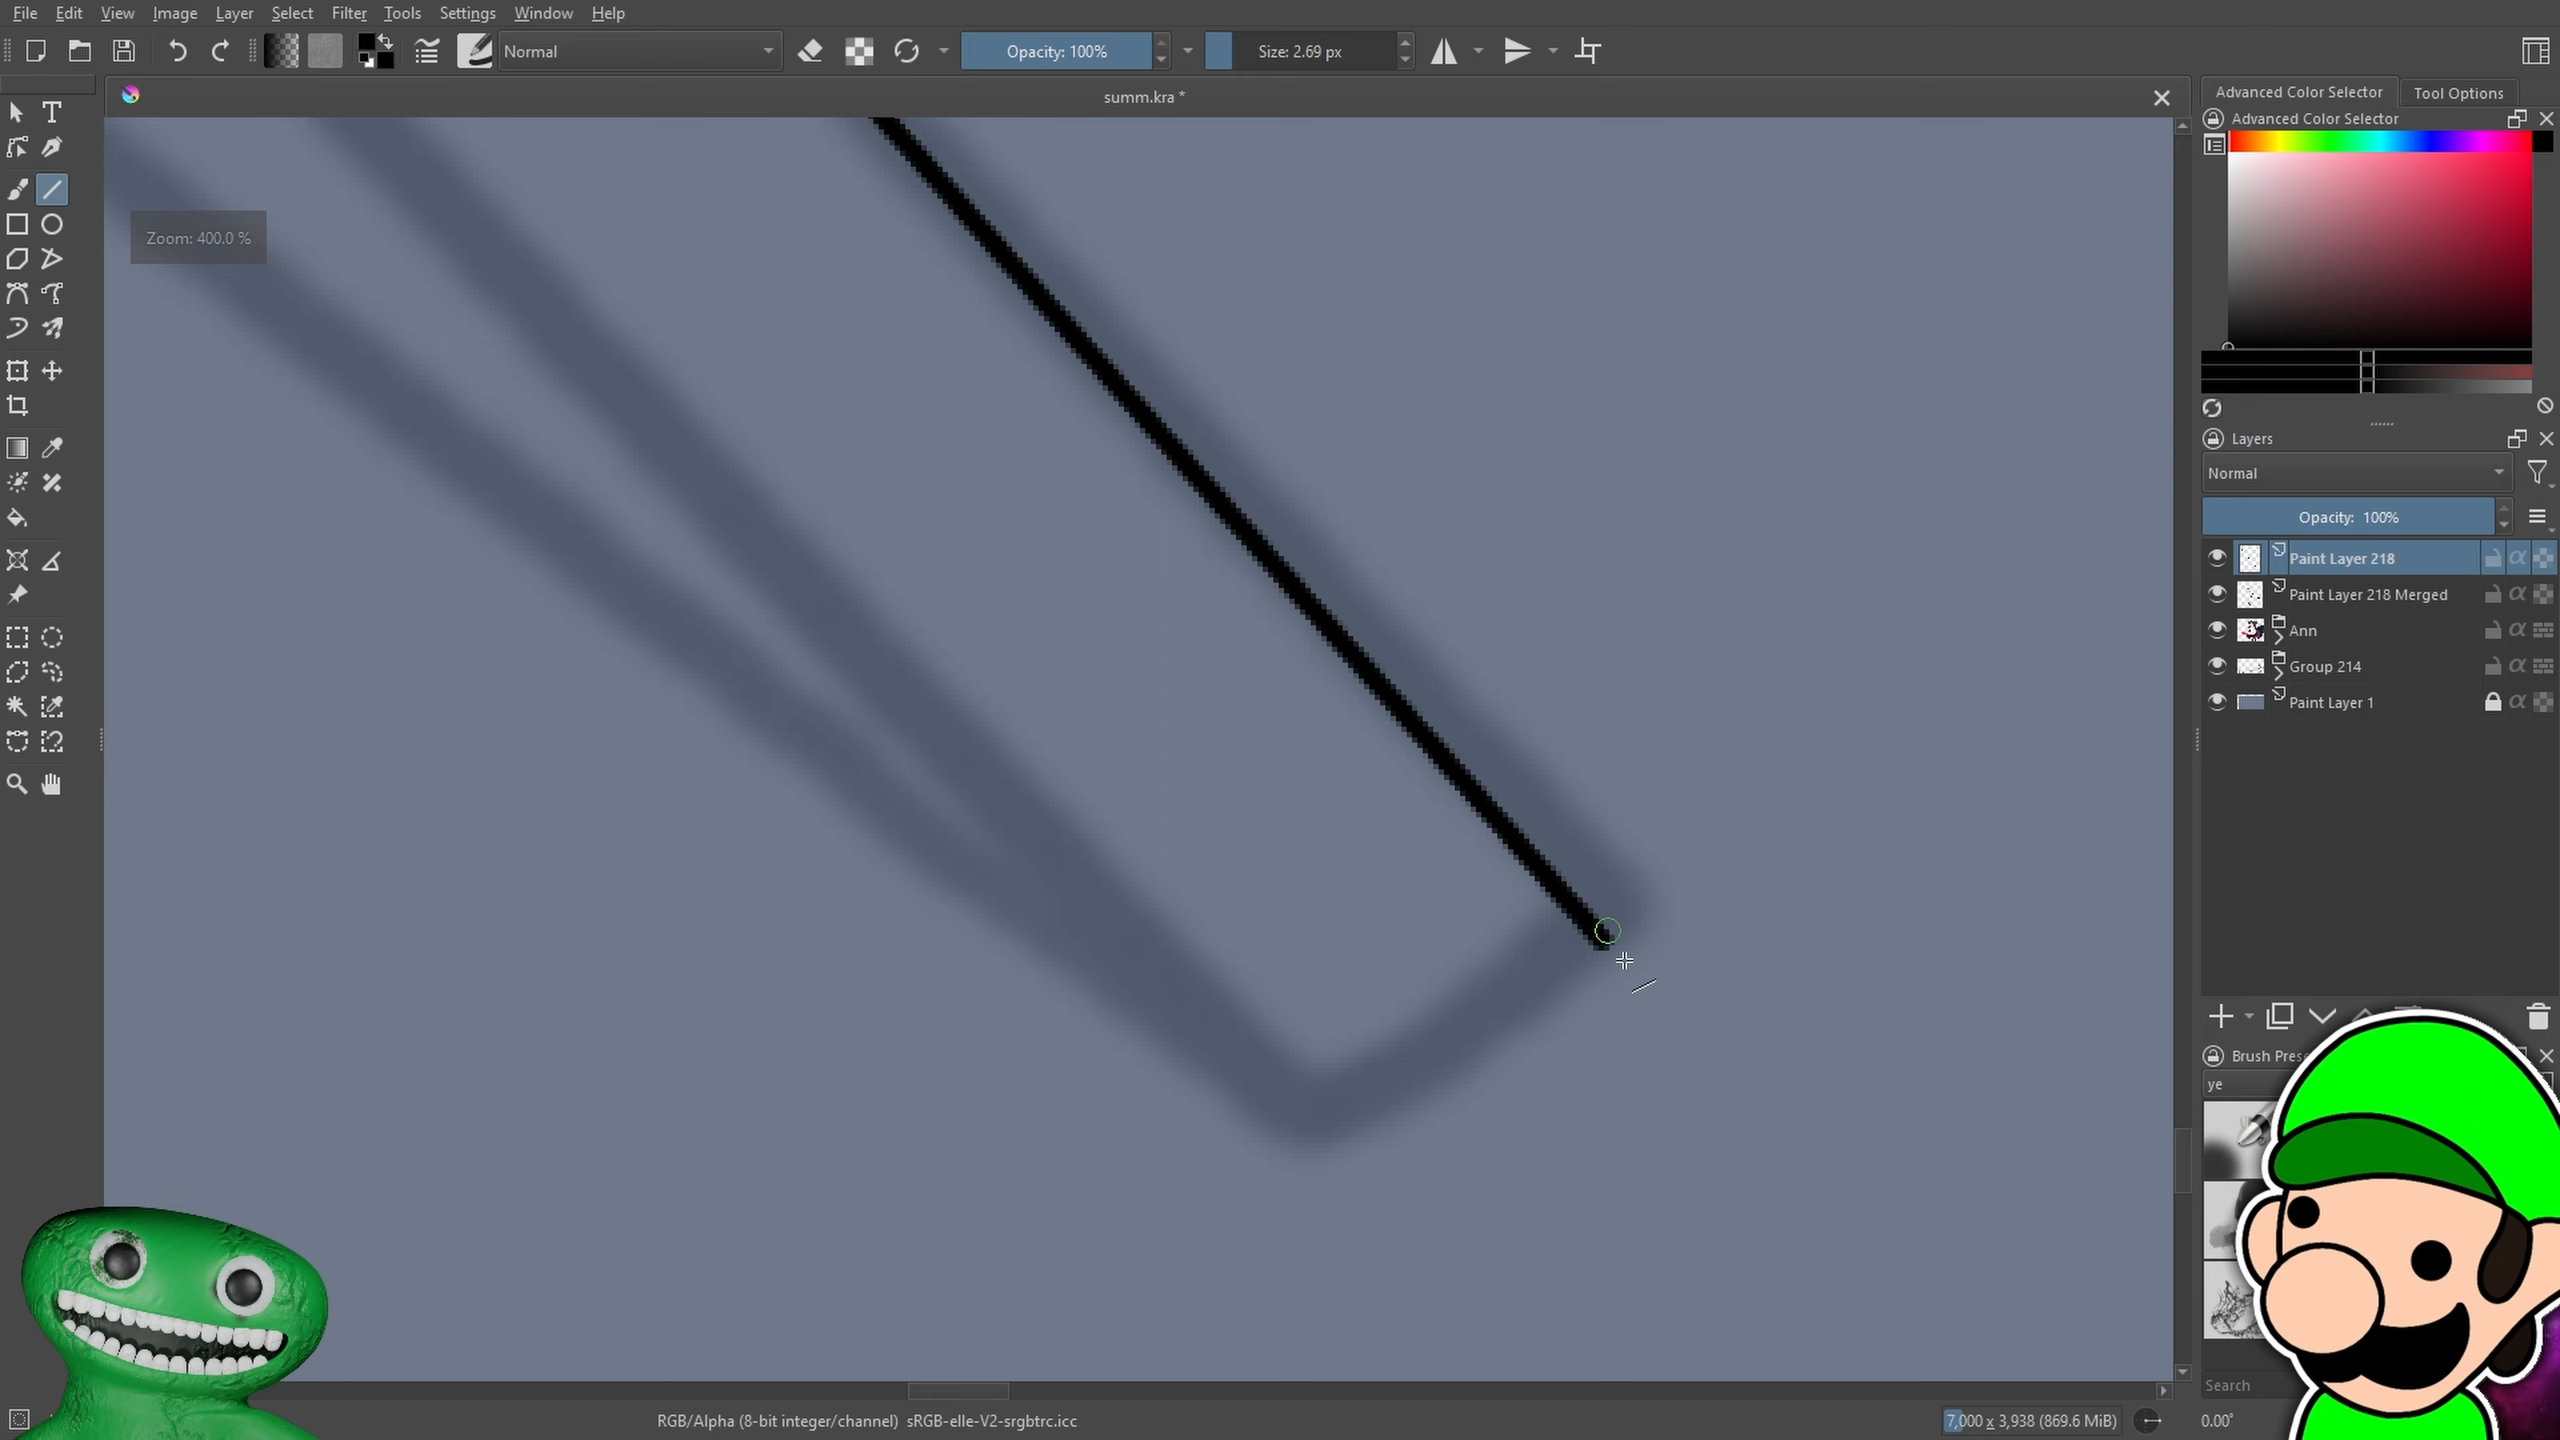 File Edit View Image Layer Select Filter Tools Settings Window Help
Normal
Opacity: 100%
Size: 2.69 px
summ.kra *
Zoom: 400.0 %
Advanced Color Selector
Tool Options
Advanced Color Selector
Layers
Normal
Opacity: 100%
Paint Layer 218
Paint Layer 218 Merged
Ann
Group 214
Paint Layer 1
Brush Pres
ye
Search
RGB/Alpha (8-bit integer/channel) sRGB-elle-V2-srgbtrc.icc
7,000 x 3,938 (869.6 MiB)
0.00°